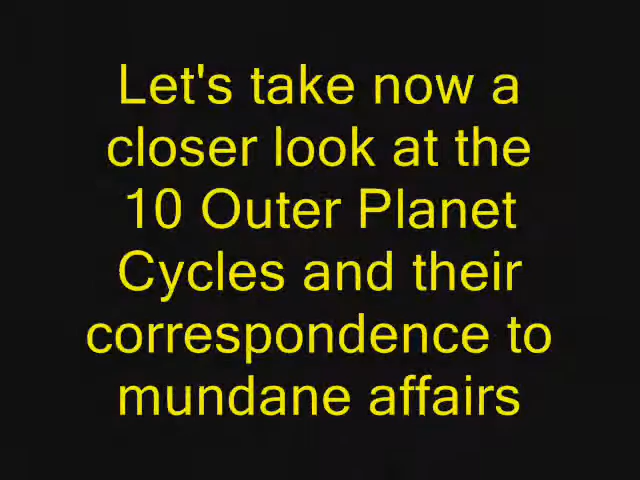 Let's take now a
closer look at the
10 Outer Planet
Cycles and their
correspondence to
mundane affairs